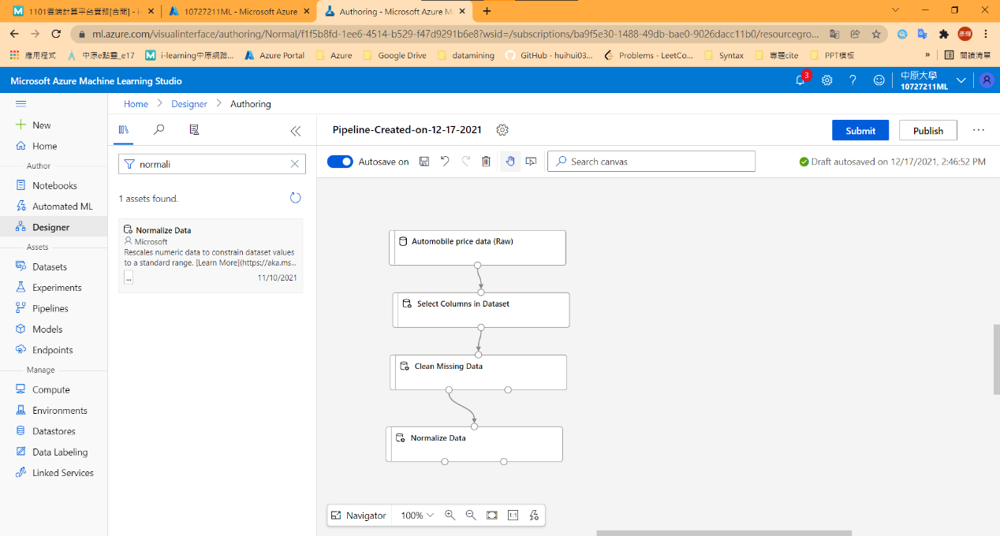 1101雲端計算平台實務[合開] - i-
10727211ML - Microsoft Azure
Authoring - Microsoft Azure M
ml.azure.com/visualinterface/authoring/Normal/f1f5b8fd-1ee6-4514-b529-f47d9291b6e8?wsid=/subscriptions/ba9f5e30-1488-49db-bae0-9026dacc11b0/resourcegro...
應用程式
中原e點靈_e17
i-learning中原網路...
Azure Portal
Azure
Google Drive
datamining
GitHub - huihui03...
Problems - LeetCo...
Syntax
專題cite
PPT模板
»
閱讀清單
Microsoft Azure Machine Learning Studio
3
中原大學
10727211ML
New
Home
Author
Notebooks
Automated ML
Designer
Assets
Datasets
Experiments
Pipelines
Models
Endpoints
Manage
Compute
Environments
Datastores
Data Labeling
Linked Services
Home > Designer > Authoring
normali
1 assets found.
Normalize Data
Microsoft
Rescales numeric data to constrain dataset values
to a standard range. [Learn More](https://aka.ms...
...
11/10/2021
Pipeline-Created-on-12-17-2021
Submit
Publish
...
Autosave on
Search canvas
Draft autosaved on 12/17/2021, 2:46:52 PM
Automobile price data (Raw)
Select Columns in Dataset
Clean Missing Data
Normalize Data
Navigator
100%
1:1